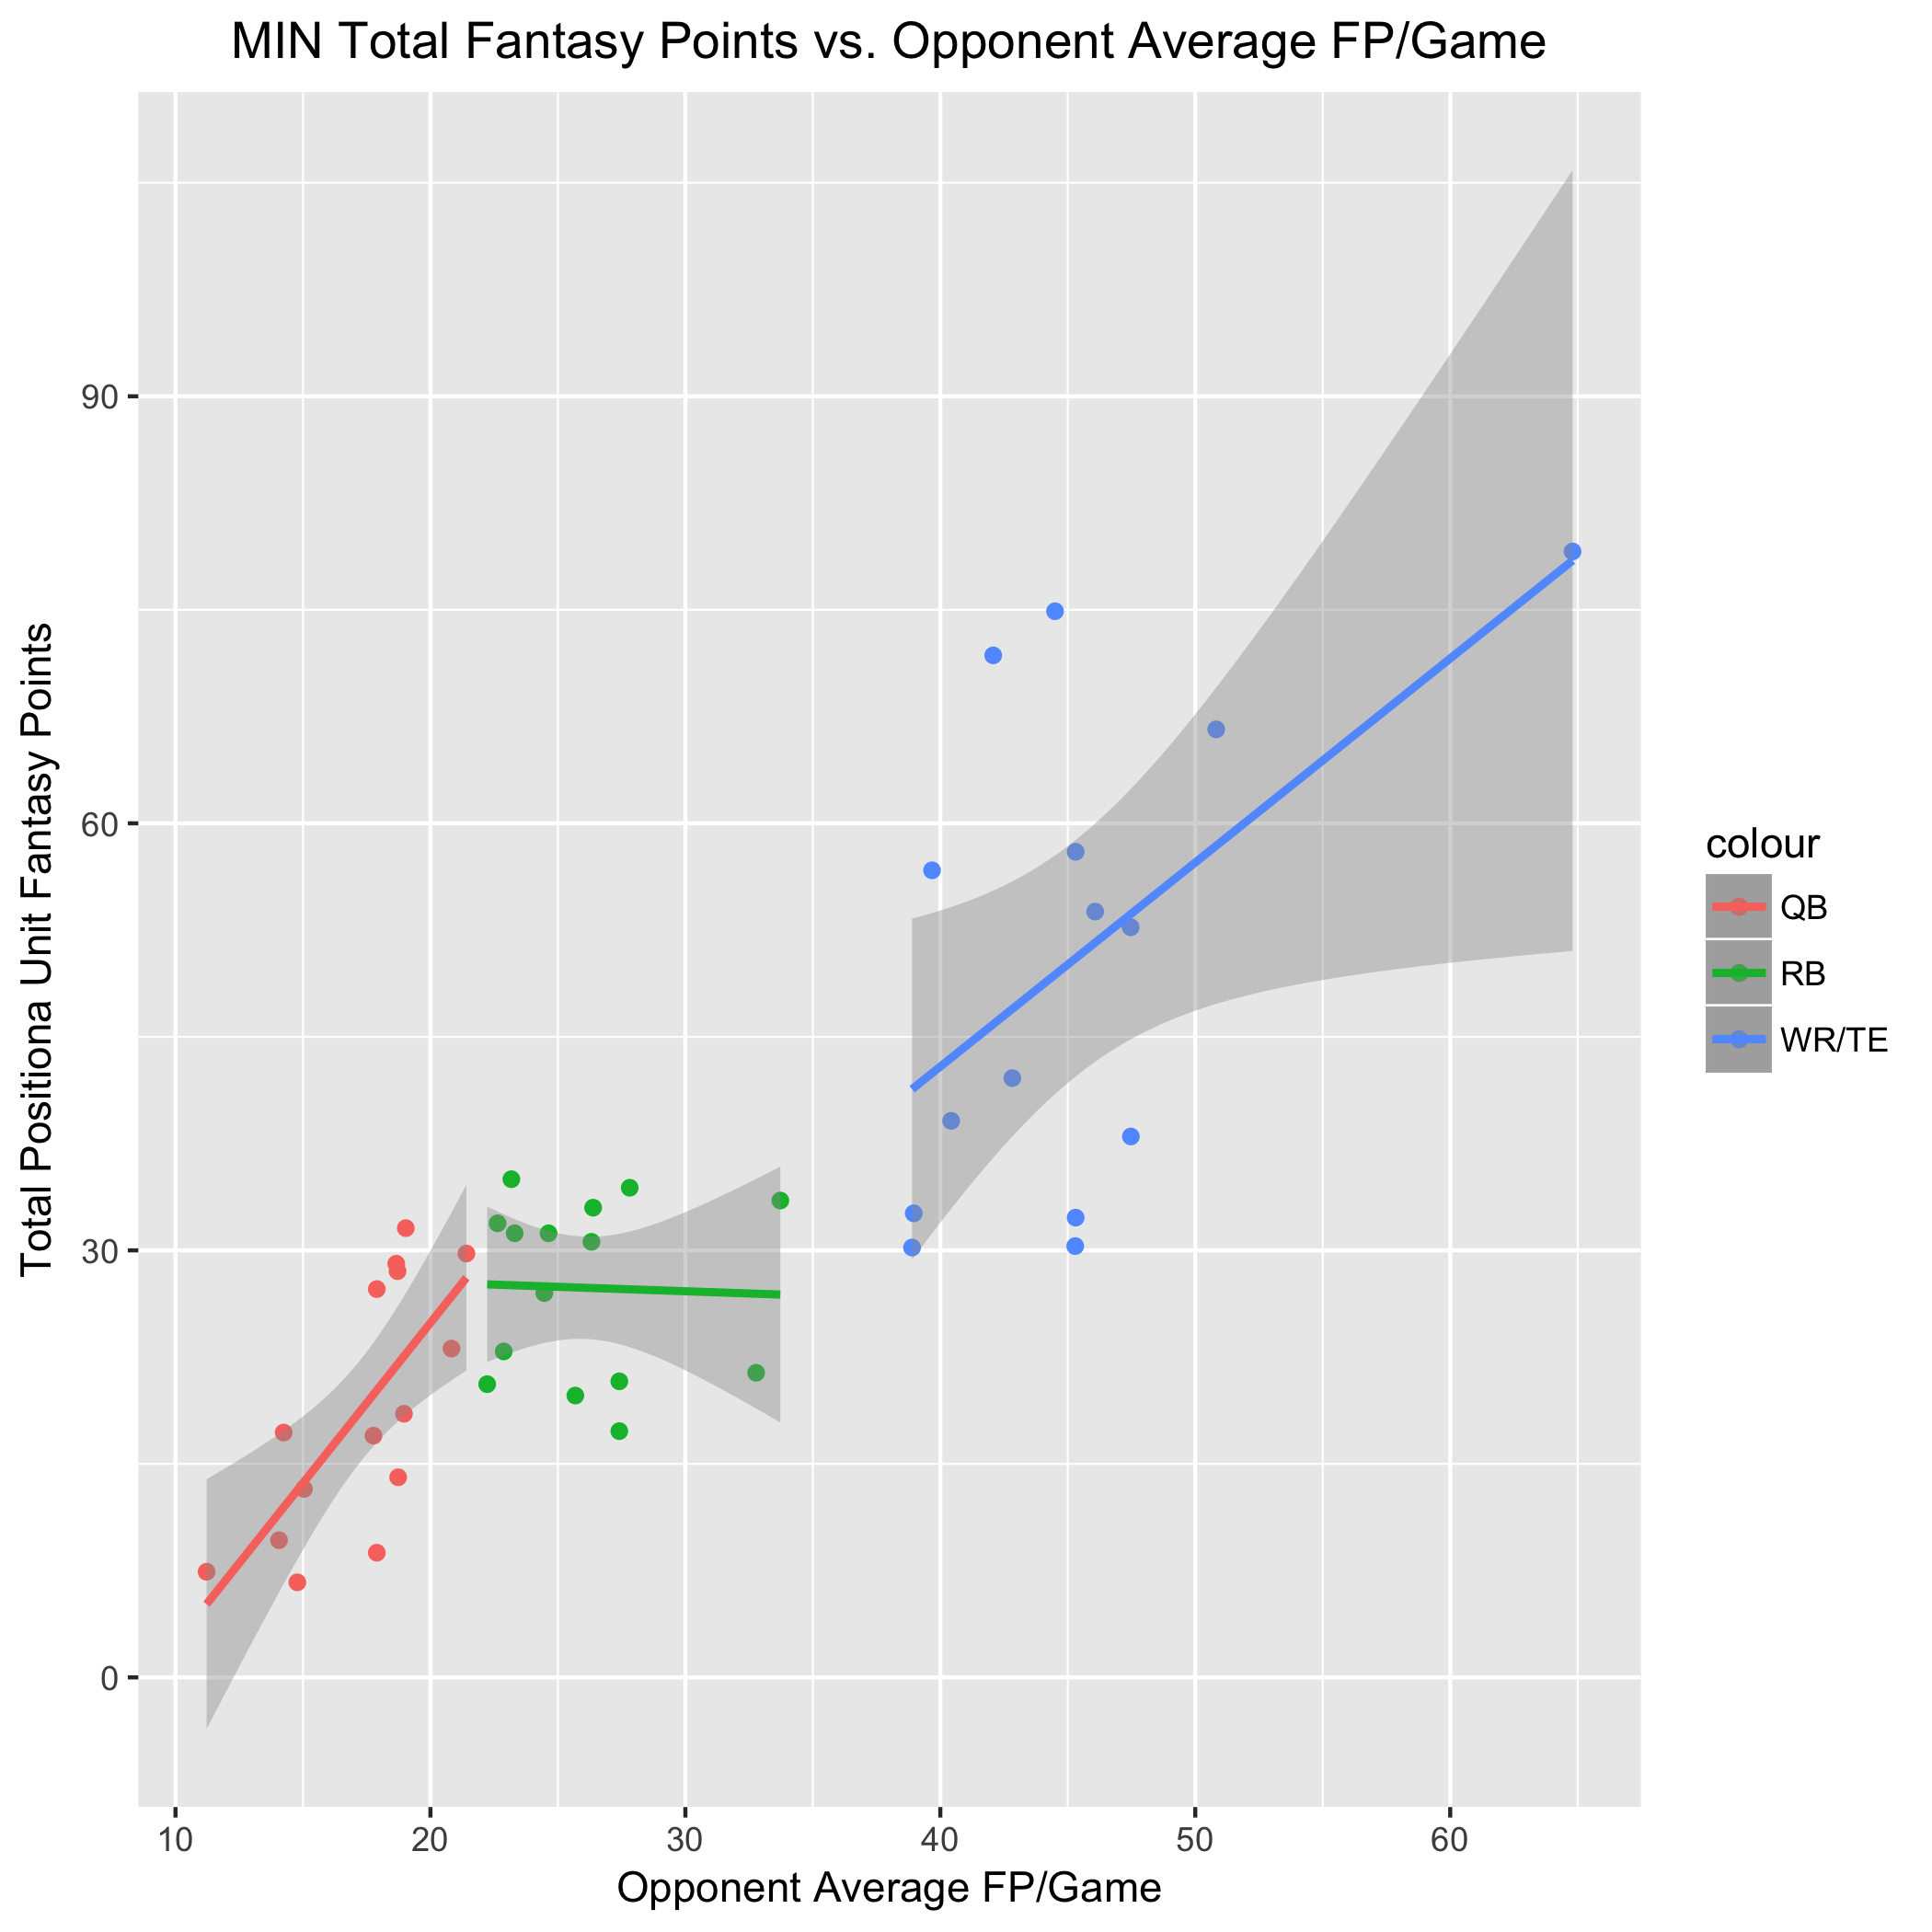 MIN Total Fantasy Points vs. Opponent Average FP/Game
Total Positiona Unit Fantasy Points
90
60
30
0
10 20 30 40 50 60
Opponent Average FP/Game
colour
QB
RB
WR/TE